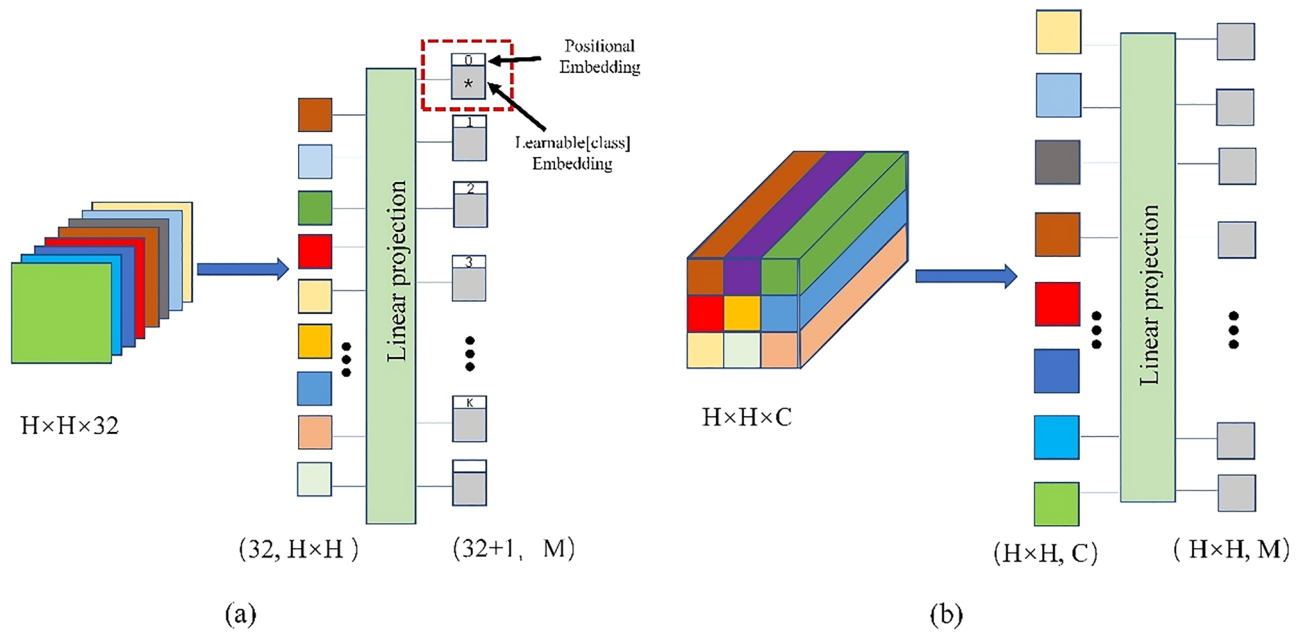 0
Positional
Embedding
*
Learnable[class]
Embedding
1
2
3
K
Linear projection
H×H×32
(32, H×H )
(32+1, M)
(a)
Linear projection
H×H×C
(H×H, C)
( H×H, M)
(b)